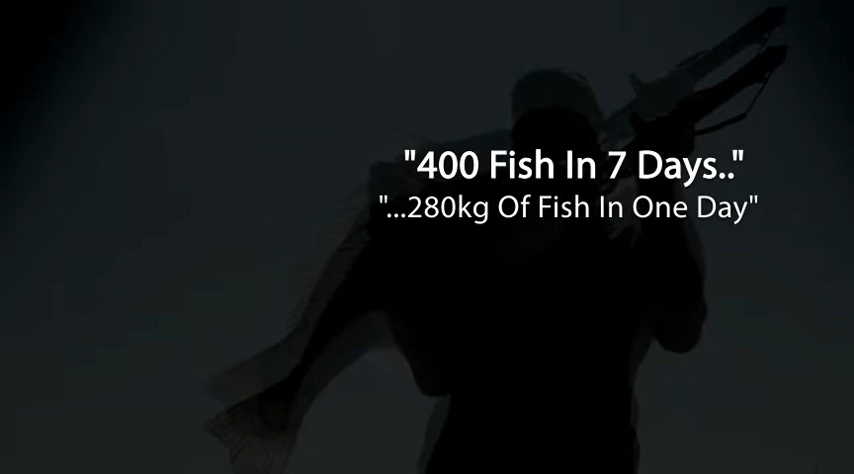 "400 Fish In 7 Days.."
"...280kg Of Fish In One Day"